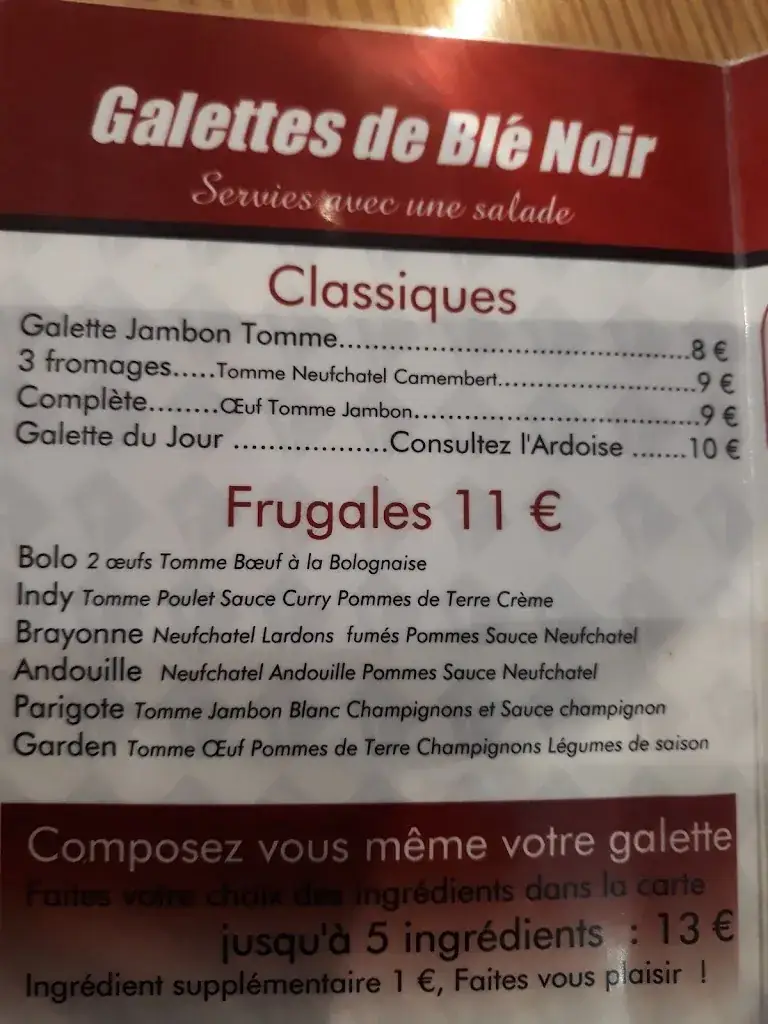 Galettes de Blé Noir
Servies avec une salade
Classiques
Galette Jambon Tomme..........................................8 €
3 fromages.....Tomme Neufchatel Camembert........................9 €
Complète........Œuf Tomme Jambon..................................9 €
Galette du Jour .................Consultez l'Ardoise .......10 €
Frugales 11 €
Bolo 2 œufs Tomme Bœuf à la Bolognaise
Indy Tomme Poulet Sauce Curry Pommes de Terre Crème
Brayonne Neufchatel Lardons fumés Pommes Sauce Neufchatel
Andouille Neufchatel Andouille Pommes Sauce Neufchatel
Parigote Tomme Jambon Blanc Champignons et Sauce champignon
Garden Tomme Œuf Pommes de Terre Champignons Légumes de saison
Composez vous même votre galette
Faites votre choix des ingrédients dans la carte
jusqu'à 5 ingrédients : 13 €
Ingrédient supplémentaire 1 €, Faites vous plaisir !